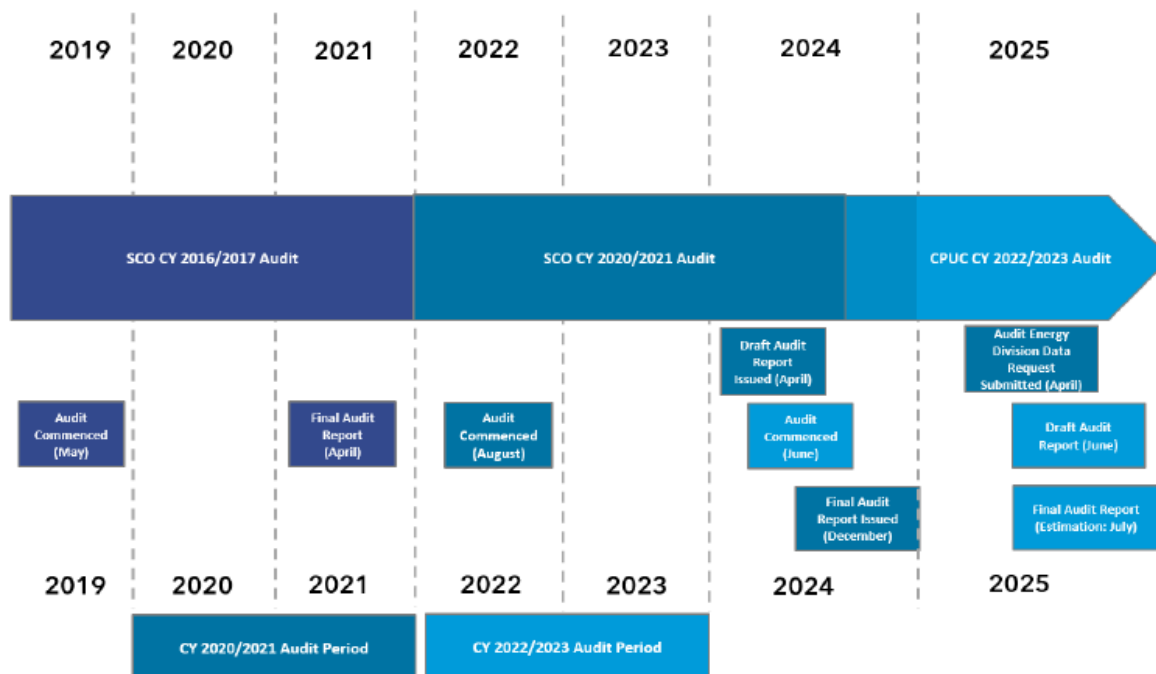 2019 2020 2021 2022 2023 2024 2025
SCO CY 2016/2017 Audit
SCO CY 2020/2021 Audit
CPUC CY 2022/2023 Audit
Draft Audit
Report
Issued (April)
Audit Energy
Division Data
Request
Submitted (April)
Audit
Commenced
(May)
Final Audit
Report
(April)
Audit
Commenced
(August)
Audit
Commenced
(June)
Draft Audit
Report (June)
Final Audit
Report Issued
(December)
Final Audit Report
(Estimation: July)
2019 2020 2021 2022 2023 2024 2025
CY 2020/2021 Audit Period
CY 2022/2023 Audit Period